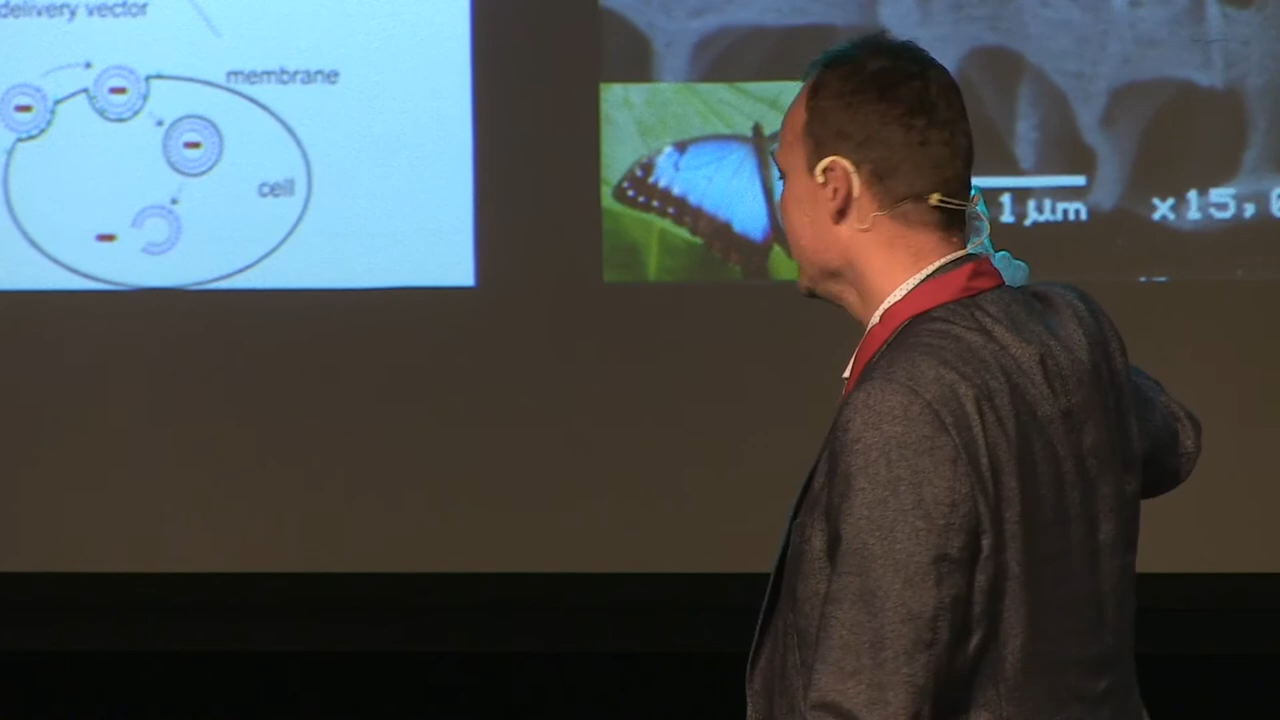 delivery vector
membrane
cell
1 μm
x15,